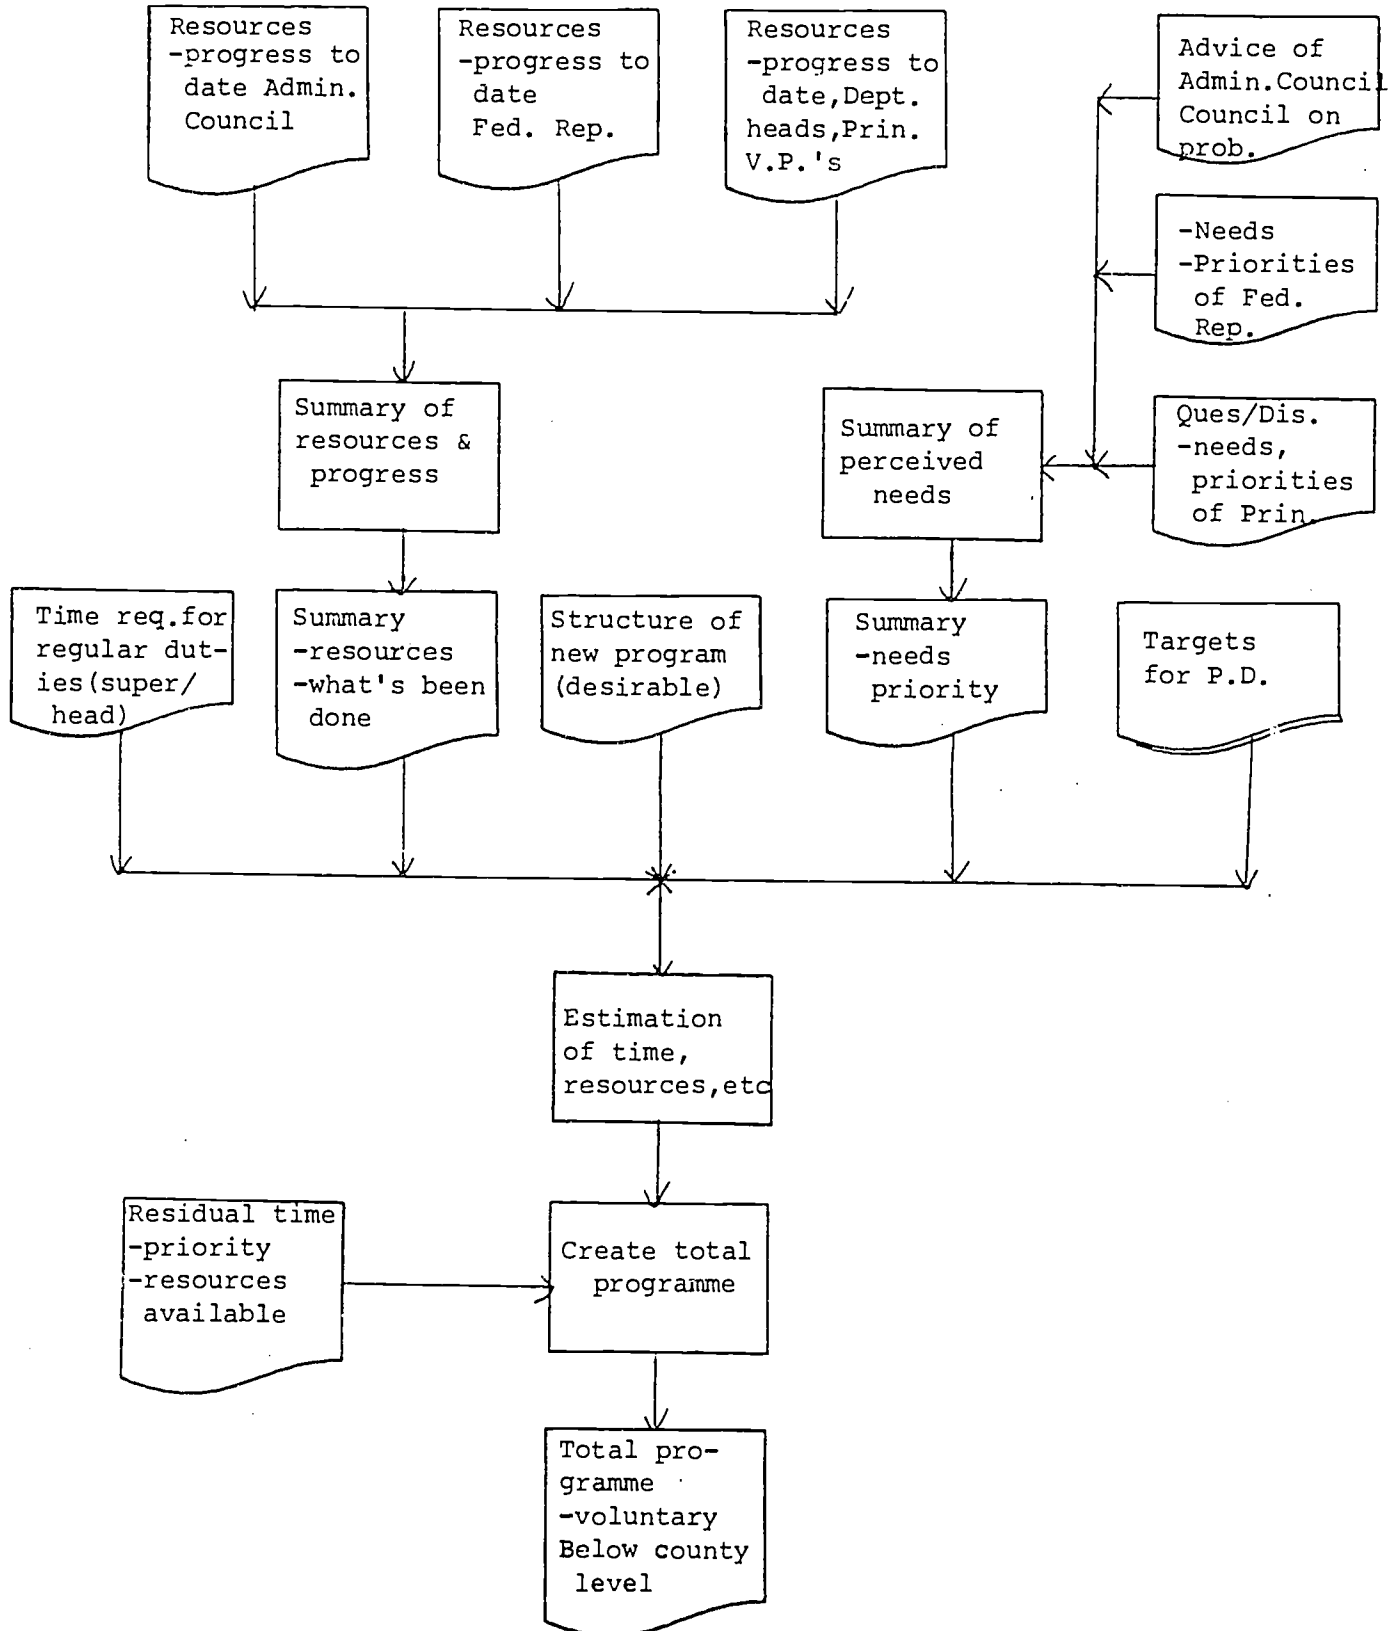 Resources
-progress to
date Admin.
Council
Resources
-progress to
date
Fed. Rep.
Resources
-progress to
date,Dept.
heads,Prin.
V.P.'s
Advice of
Admin.Council
Council on
prob.
-Needs
-Priorities
of Fed.
Rep.
Ques/Dis.
-needs,
priorities
of Prin.
Summary of
resources &
progress
Summary of
perceived
needs
Time req.for
regular dut-
ies(super/
head)
Summary
-resources
-what's been
done
Structure of
new program
(desirable)
Summary
-needs
priority
Targets
for P.D.
Estimation
of time,
resources,etc
Residual time
-priority
-resources
available
Create total
programme
Total pro-
gramme
-voluntary
Below county
level